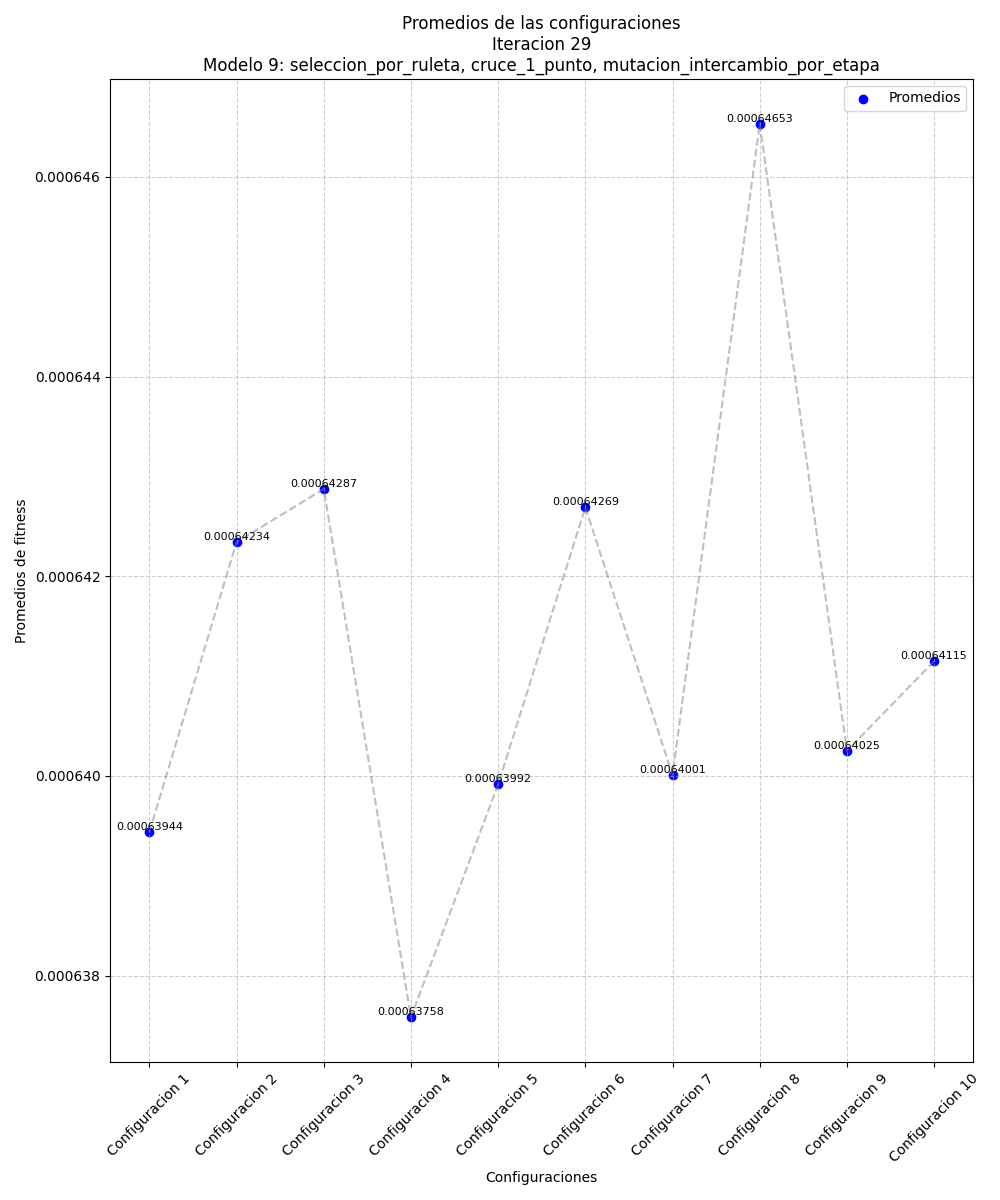 Promedios de las configuraciones
Iteracion 29
Modelo 9: seleccion_por_ruleta, cruce_1_punto, mutacion_intercambio_por_etapa
Promedios
0.00064653
0.000646
0.000644
0.00064287
0.00064269
0.00064234
0.000642
0.00064115
0.00064025
0.00064001
0.000640
0.00063992
0.00063944
0.000638
0.00063758
Promedios de fitness
Configuracion 1
Configuracion 2
Configuracion 3
Configuracion 4
Configuracion 5
Configuracion 6
Configuracion 7
Configuracion 8
Configuracion 9
Configuracion 10
Configuraciones